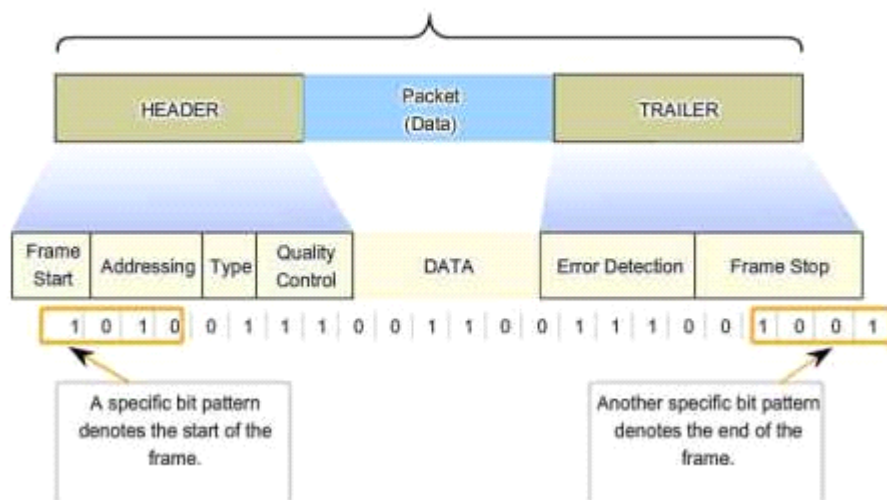 HEADER
Packet
(Data)
TRAILER
Frame
Start
Addressing
Type
Quality
Control
DATA
Error Detection
Frame Stop
1 0 1 0 0 1 1 1 0 0 1 1 0 0 1 1 1 0 0 1 0 0 1
A specific bit pattern
denotes the start of the
frame.
Another specific bit pattern
denotes the end of the
frame.